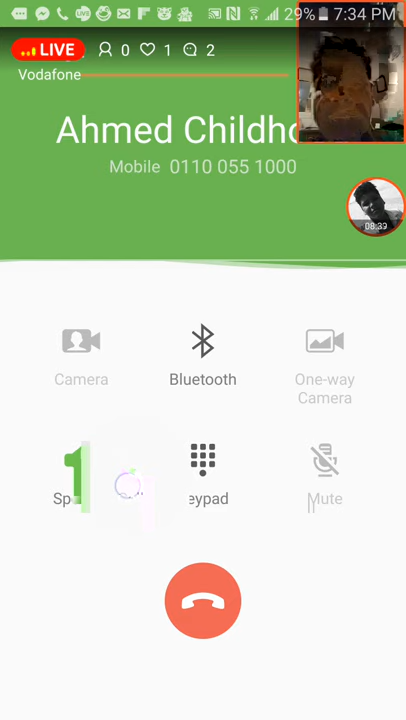 29% 7:34 PM
LIVE 0 1 2
Vodafone
Ahmed Childho
Mobile 0110 055 1000
08:39
Camera
Bluetooth
One-way
Camera
1
Sp
eypad
Mute